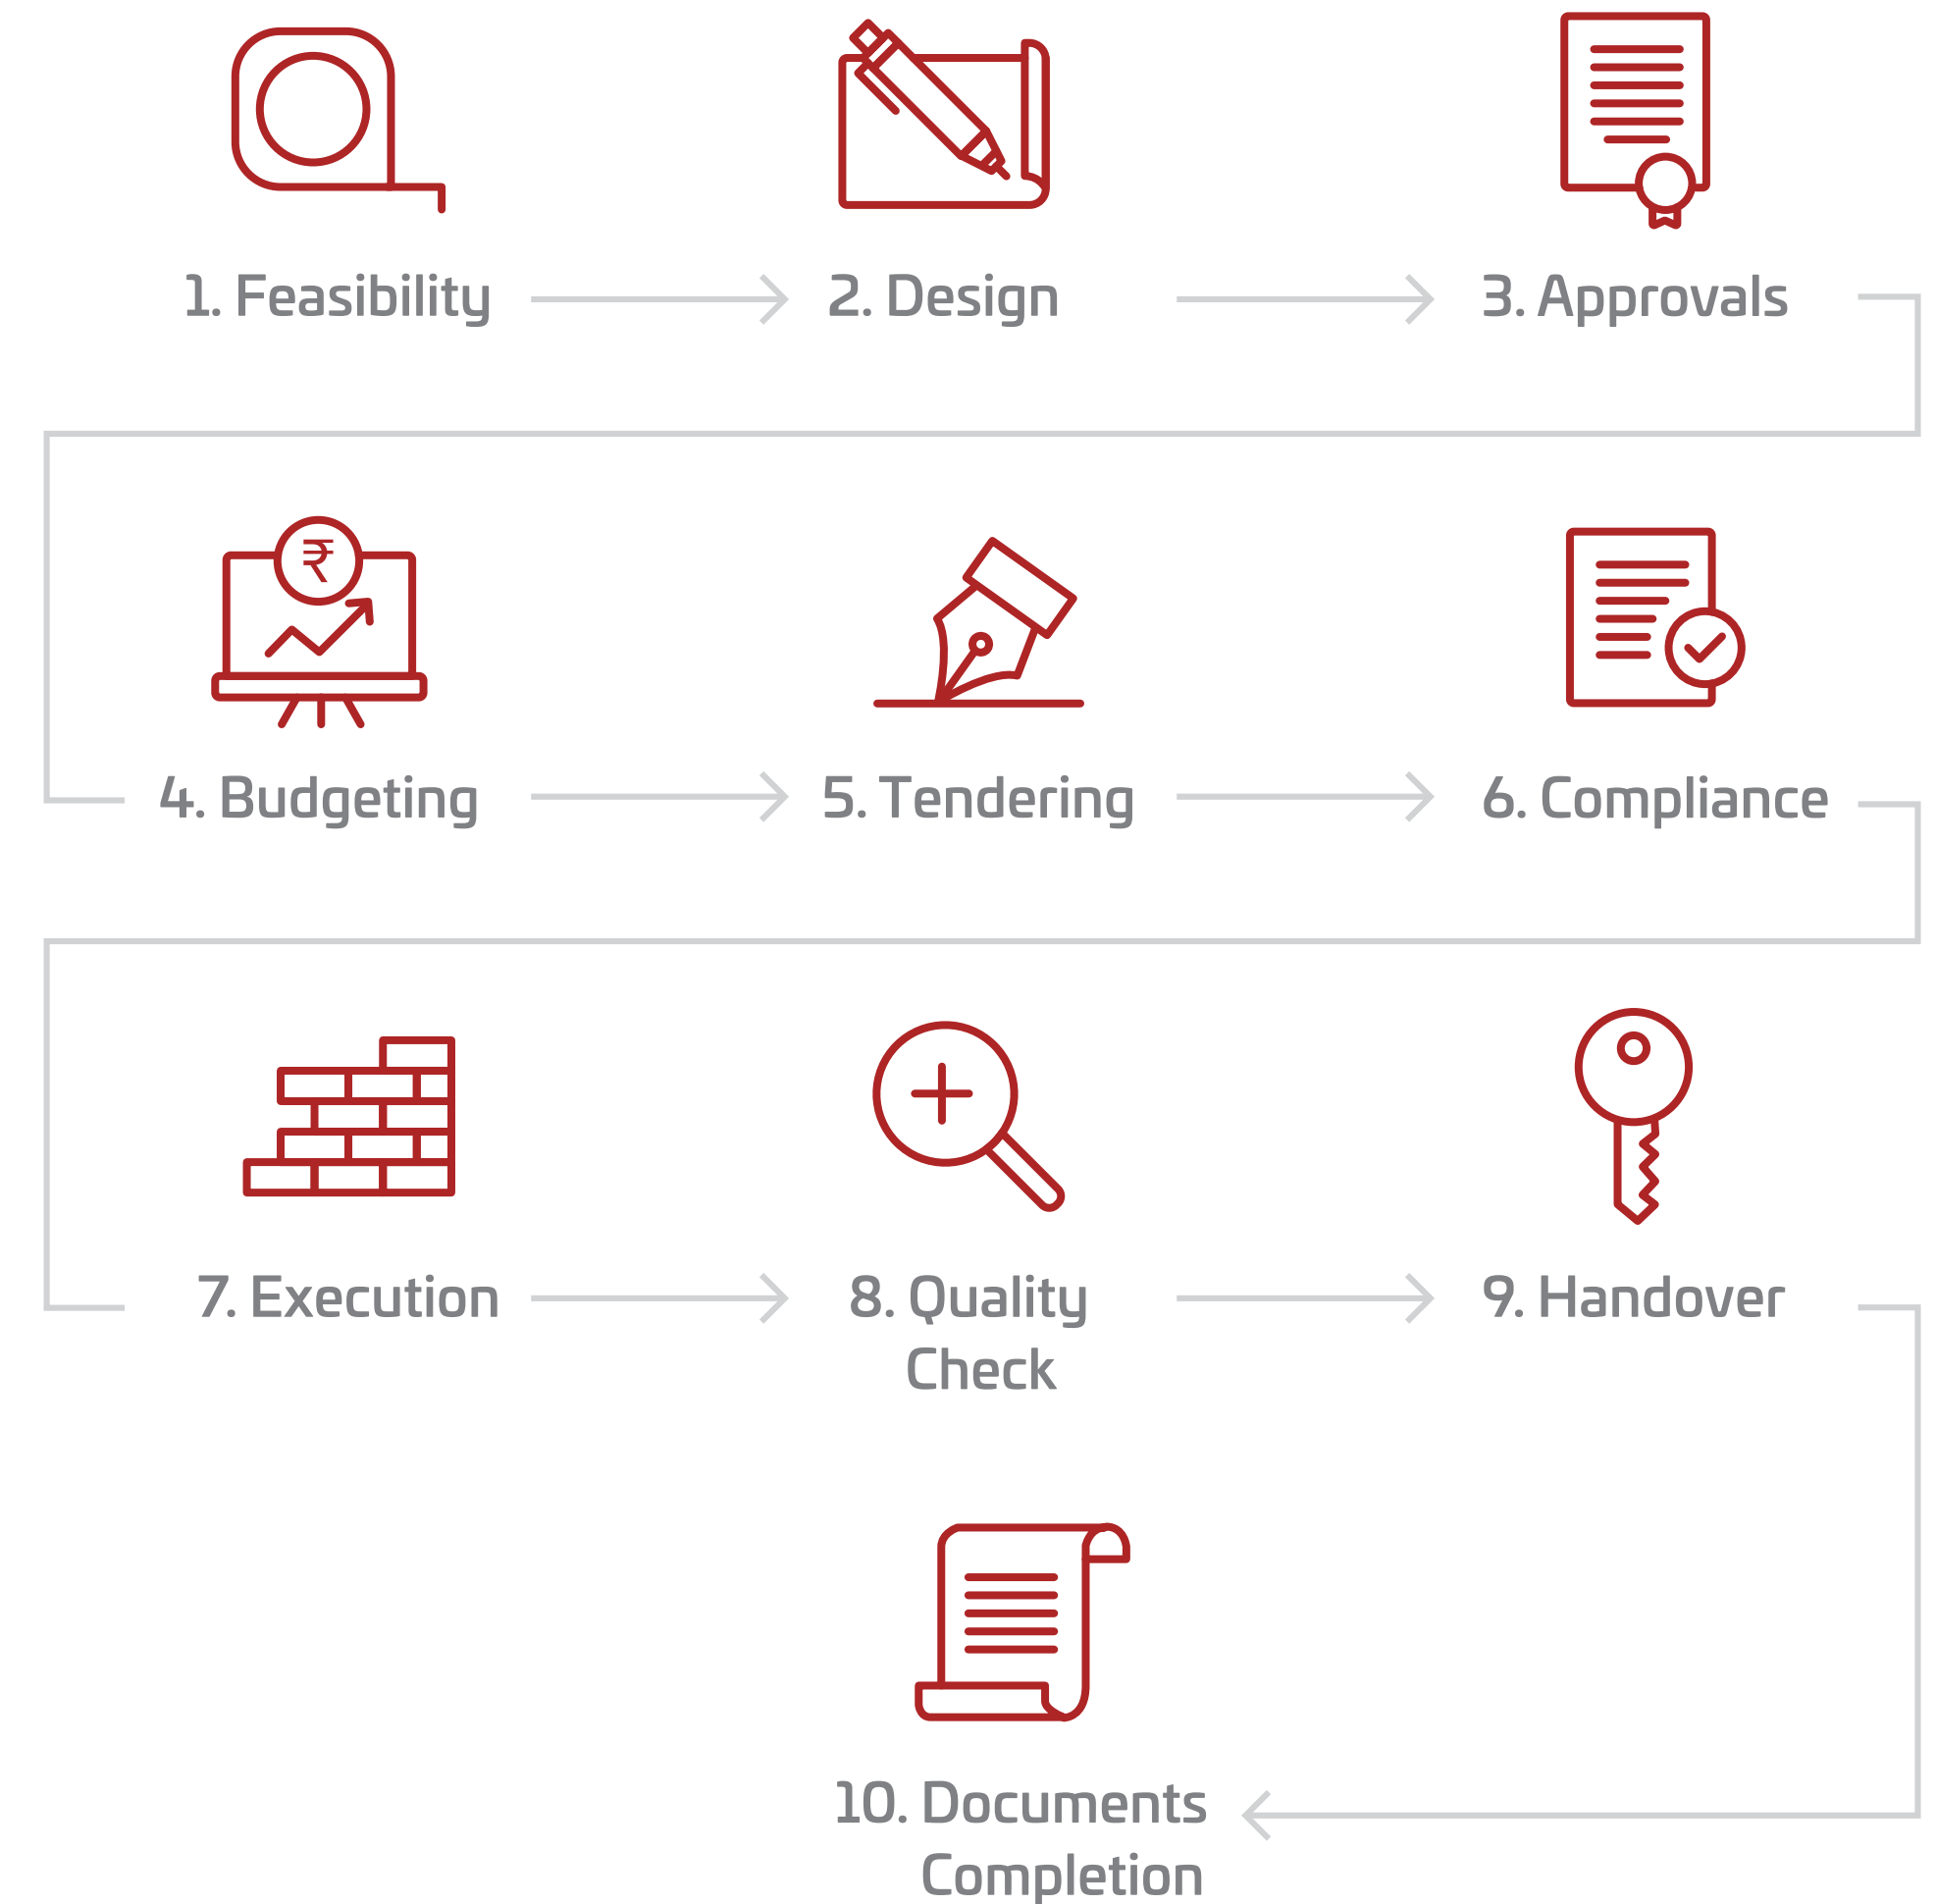 1. Feasibility
2. Design
3. Approvals
4. Budgeting
5. Tendering
6. Compliance
7. Execution
8. Quality
Check
9. Handover
10. Documents
Completion